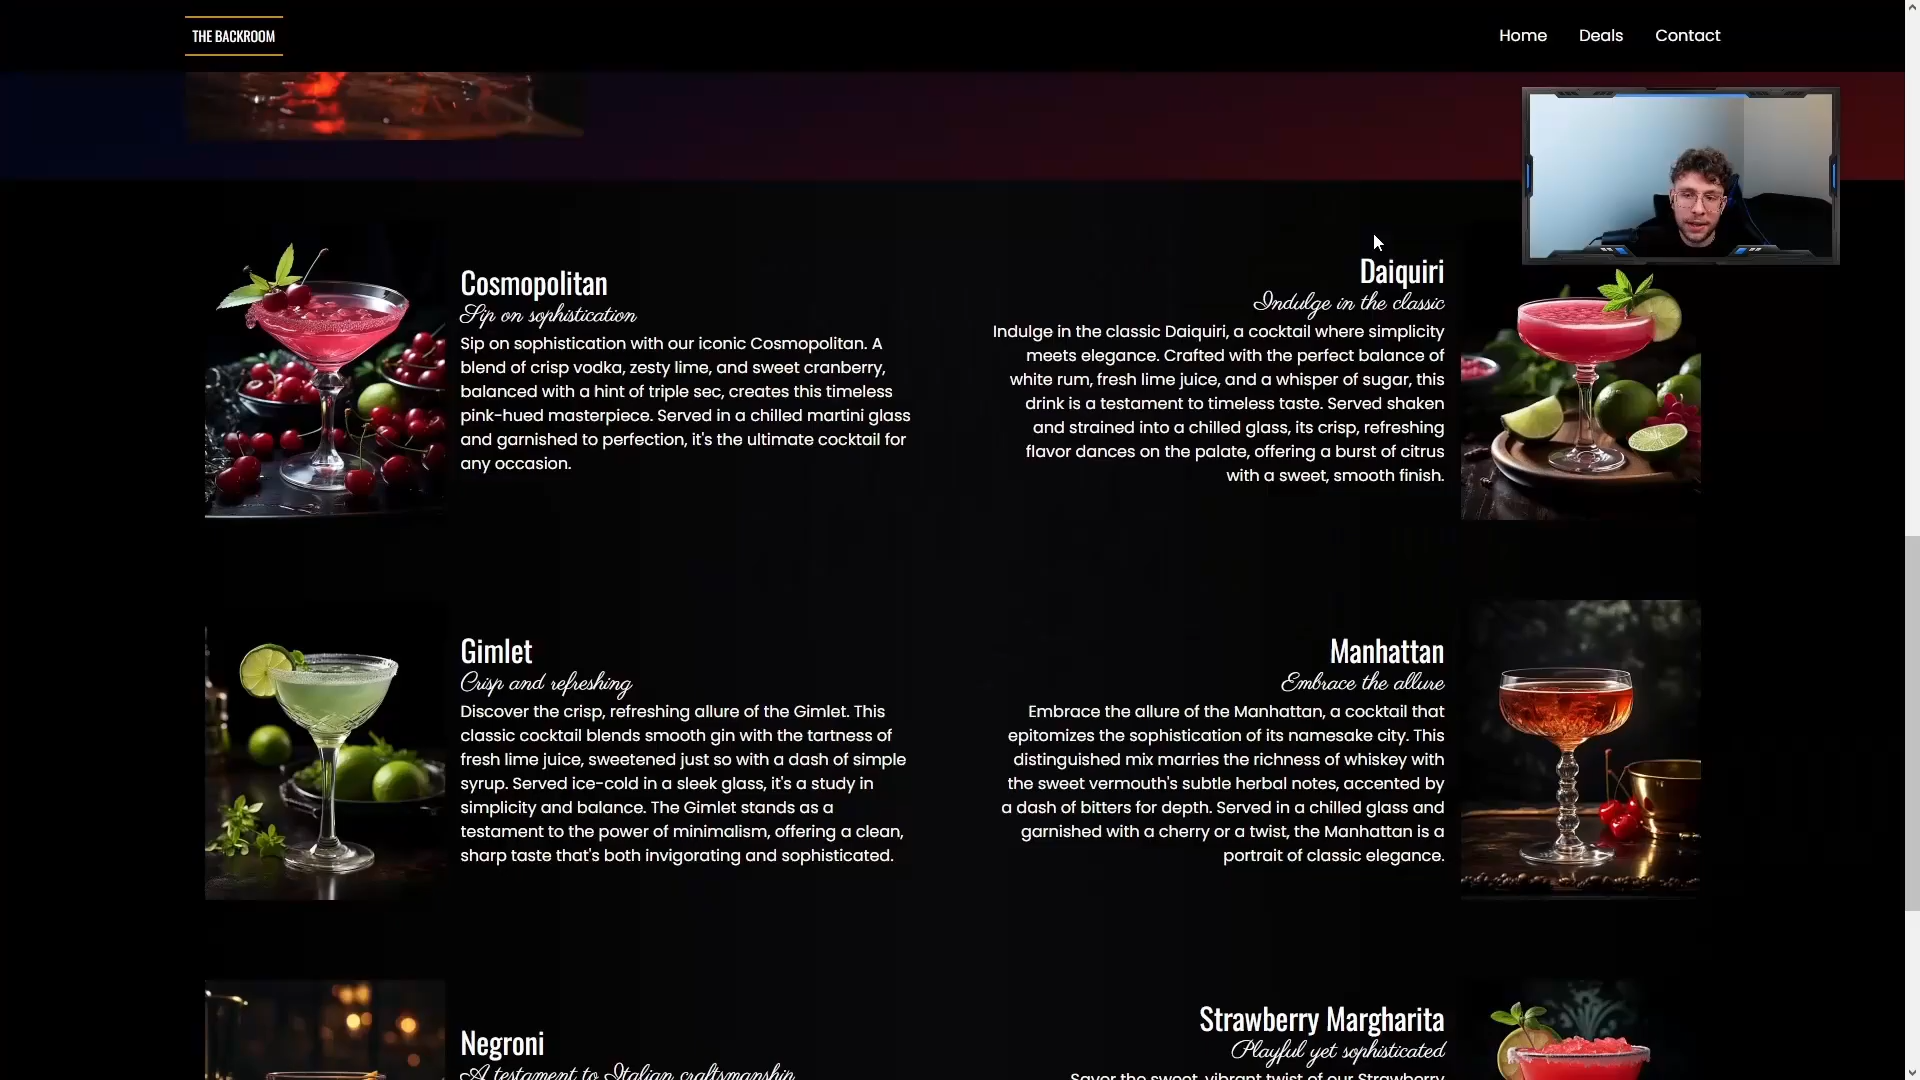 THE BACKROOM
Home
Deals
Contact
Cosmopolitan
Sip on sophistication
Sip on sophistication with our iconic Cosmopolitan. A
blend of crisp vodka, zesty lime, and sweet cranberry,
balanced with a hint of triple sec, creates this timeless
pink-hued masterpiece. Served in a chilled martini glass
and garnished to perfection, it's the ultimate cocktail for
any occasion.
Daiquiri
Indulge in the classic
Indulge in the classic Daiquiri, a cocktail where simplicity
meets elegance. Crafted with the perfect balance of
white rum, fresh lime juice, and a whisper of sugar, this
drink is a testament to timeless taste. Served shaken
and strained into a chilled glass, its crisp, refreshing
flavor dances on the palate, offering a burst of citrus
with a sweet, smooth finish.
Gimlet
Crisp and refreshing
Discover the crisp, refreshing allure of the Gimlet. This
classic cocktail blends smooth gin with the tartness of
fresh lime juice, sweetened just so with a dash of simple
syrup. Served ice-cold in a sleek glass, it's a study in
simplicity and balance. The Gimlet stands as a
testament to the power of minimalism, offering a clean,
sharp taste that's both invigorating and sophisticated.
Manhattan
Embrace the allure
Embrace the allure of the Manhattan, a cocktail that
epitomizes the sophistication of its namesake city. This
distinguished mix marries the richness of whiskey with
the sweet vermouth's subtle herbal notes, accented by
a dash of bitters for depth. Served in a chilled glass and
garnished with a cherry or a twist, the Manhattan is a
portrait of classic elegance.
Negroni
A testament to Italian craftsmanship
Strawberry Margharita
Playful yet sophisticated
Savor the sweet, vibrant twist of our Strawberry